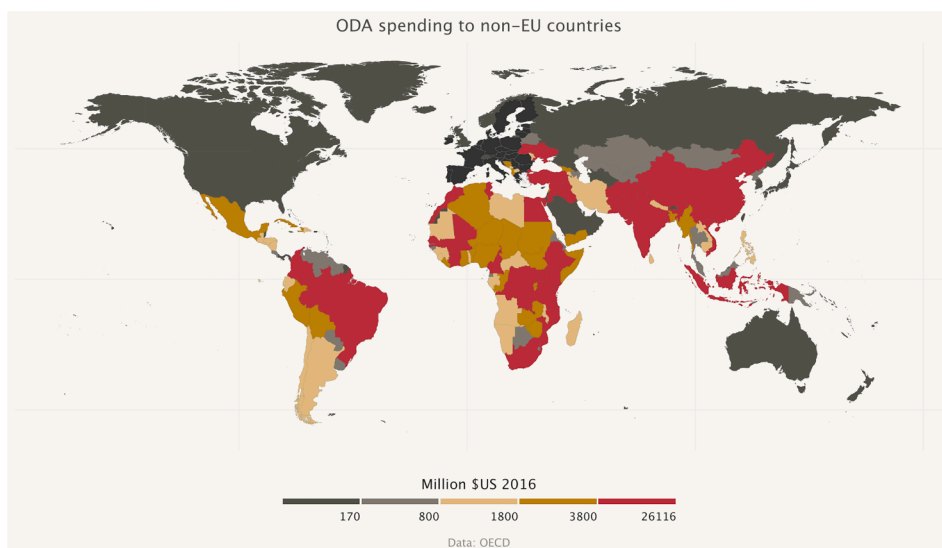 ODA spending to non-EU countries
Million $US 2016
170 800 1800 3800 26116
Data: OECD